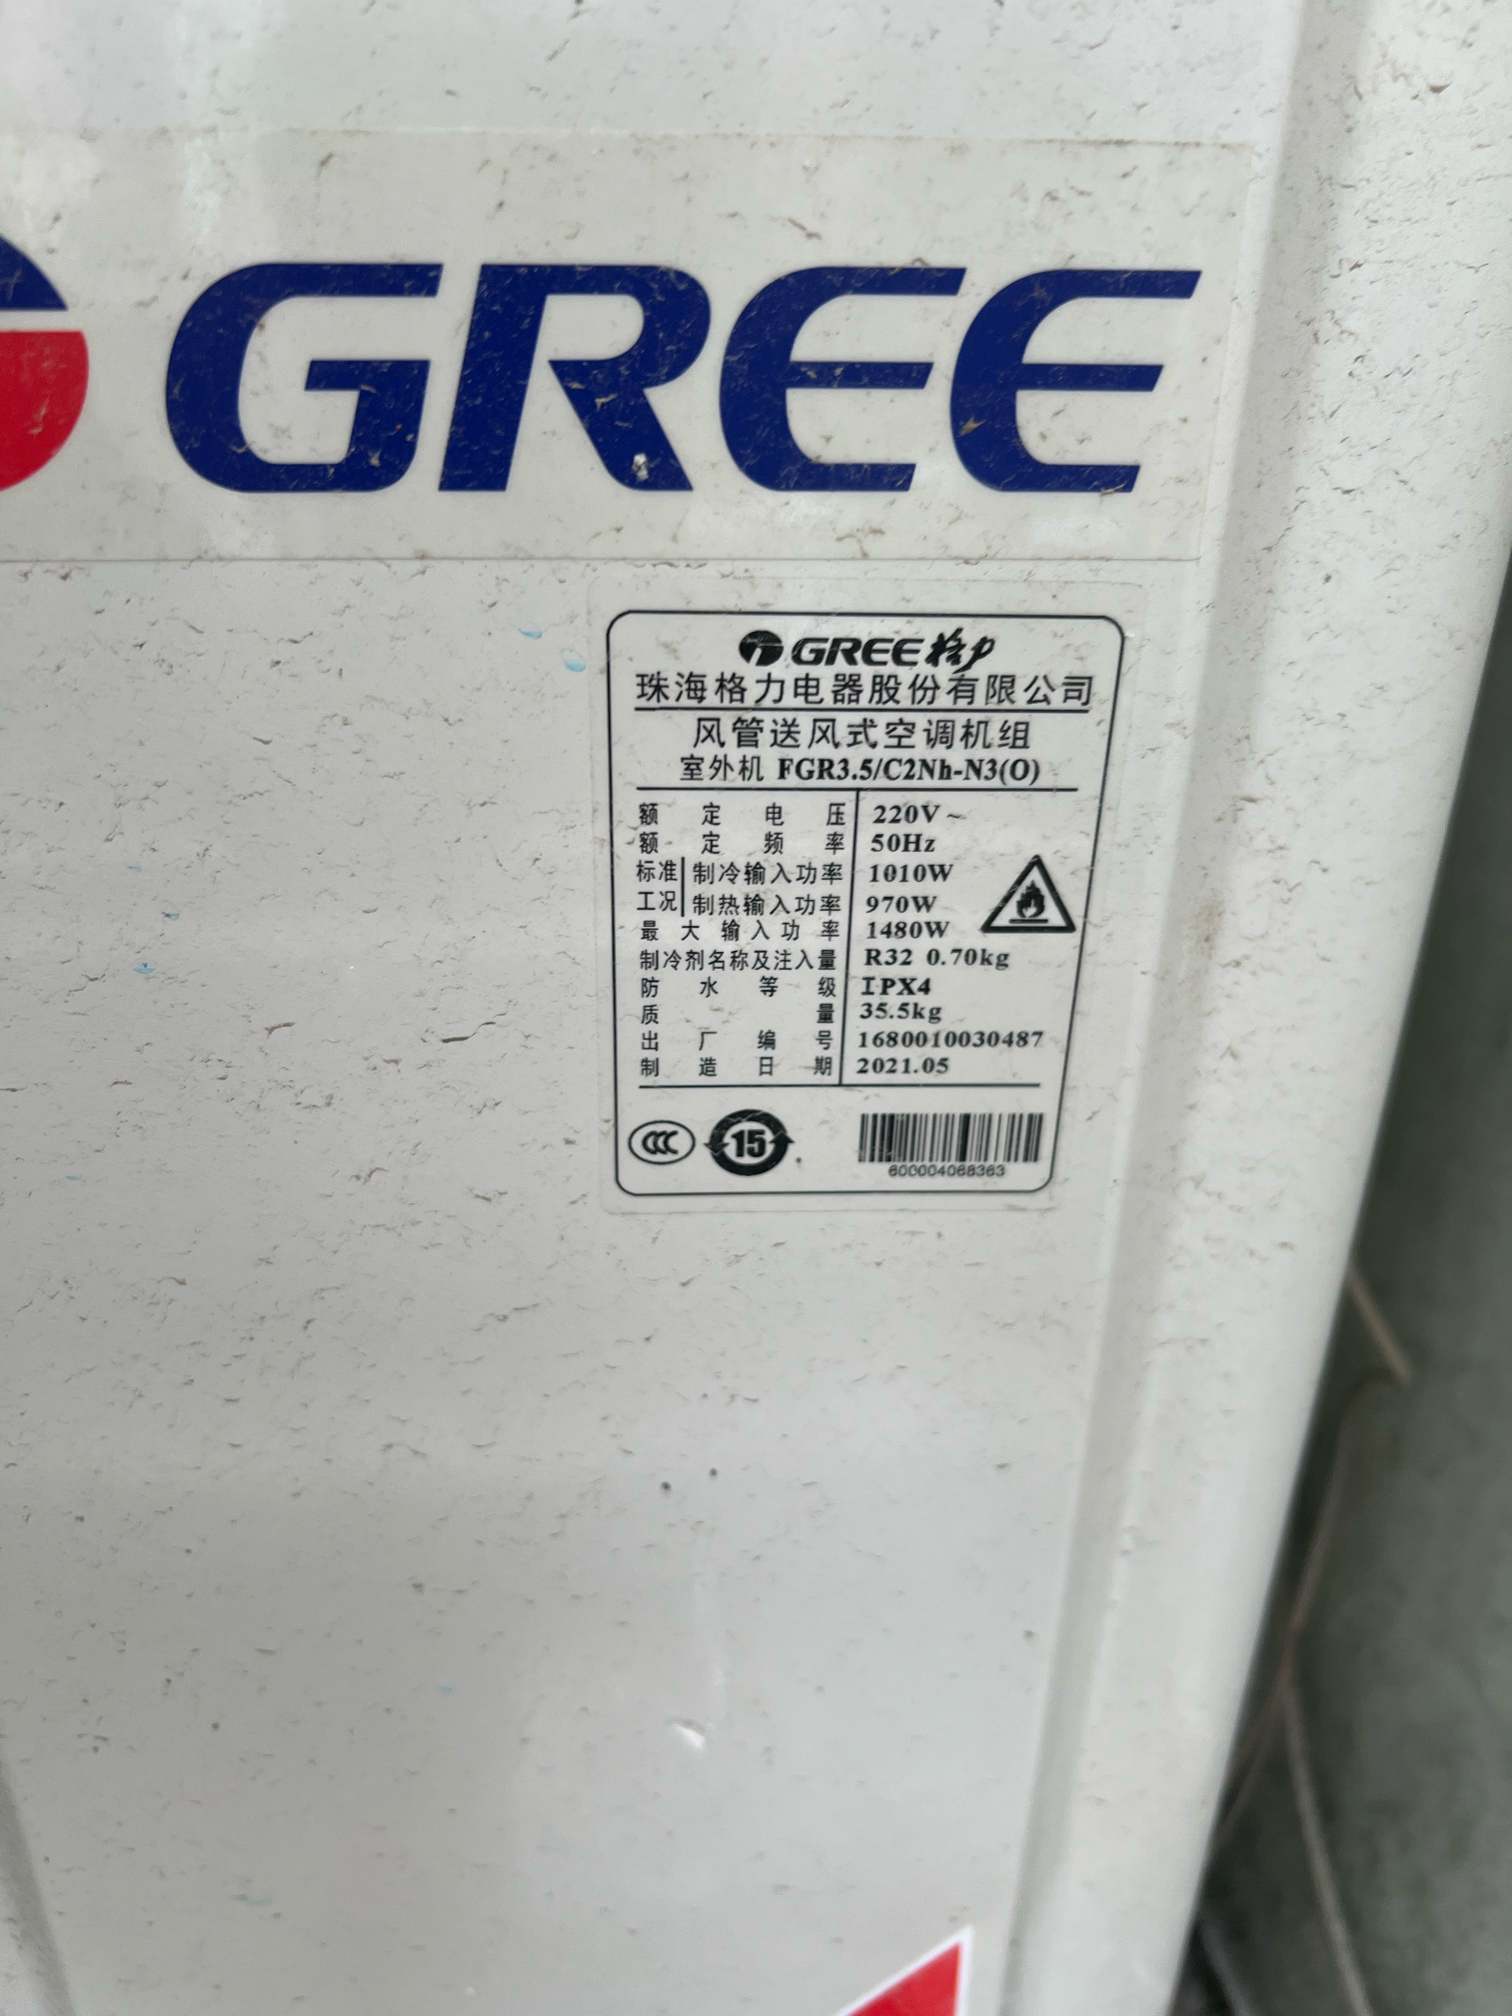 GREE
GREE格力
珠海格力电器股份有限公司
风管送风式空调机组
室外机 FGR3.5/C2Nh-N3(O)
额定电压 220V~
额定频率 50Hz
标准工况 制冷输入功率 1010W
制热输入功率 970W
最大输入功率 1480W
制冷剂名称及注入量 R32 0.70kg
防水等级 IPX4
质量 35.5kg
出厂编号 1680010030487
制造日期 2021.05
CCC 15
600004068363